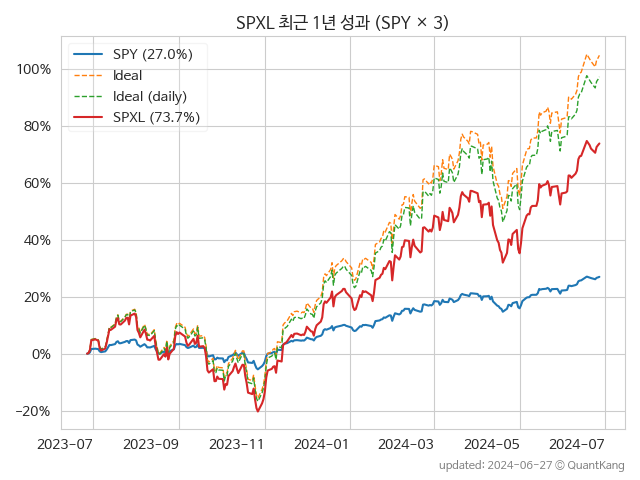 SPXL 최근 1년 성과 (SPY × 3)
SPY (27.0%)
Ideal
Ideal (daily)
SPXL (73.7%)
100%
80%
60%
40%
20%
0%
−20%
2023-07
2023-09
2023-11
2024-01
2024-03
2024-05
2024-07
updated: 2024-06-27 © QuantKang